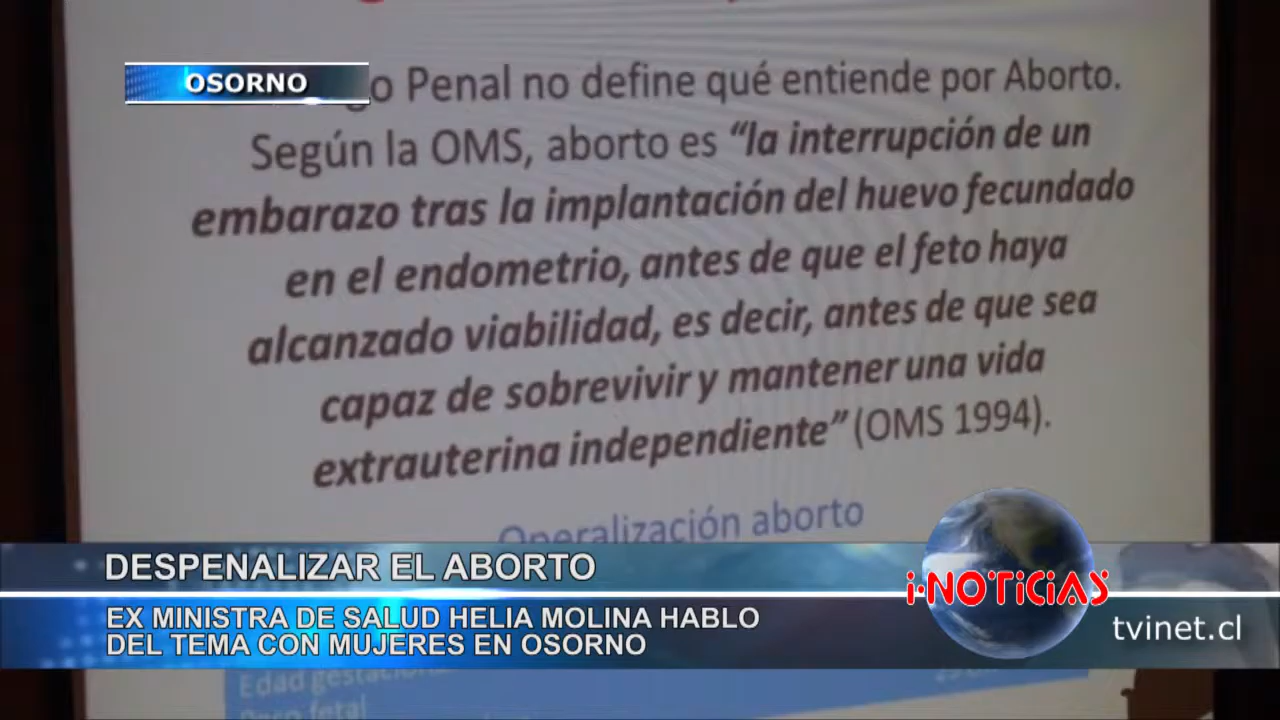 OSORNO
go Penal no define qué entiende por Aborto.
Según la OMS, aborto es “la interrupción de un
embarazo tras la implantación del huevo fecundado
en el endometrio, antes de que el feto haya
alcanzado viabilidad, es decir, antes de que sea
capaz de sobrevivir y mantener una vida
extrauterina independiente” (OMS 1994).
Operalización aborto
DESPENALIZAR EL ABORTO
EX MINISTRA DE SALUD HELIA MOLINA HABLO
DEL TEMA CON MUJERES EN OSORNO
i-NOTiCiAS
tvinet.cl
Edad
fetal